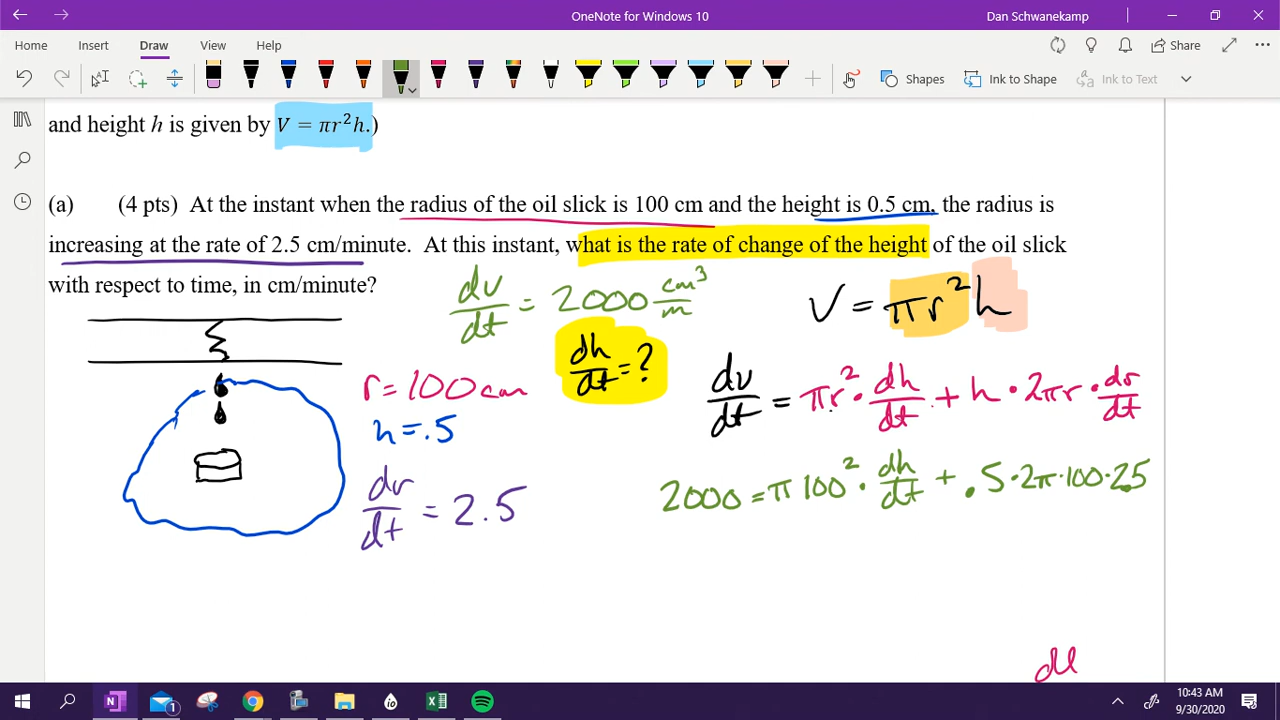 OneNote for Windows 10
Dan Schwanekamp
Home Insert Draw View Help
Share
Shapes Ink to Shape Ink to Text
and height h is given by V = πr²h.)
(a) (4 pts) At the instant when the radius of the oil slick is 100 cm and the height is 0.5 cm, the radius is
increasing at the rate of 2.5 cm/minute. At this instant, what is the rate of change of the height of the oil slick
with respect to time, in cm/minute?
dv/dt = 2000 cm³/m
V = πr²h
dh/dt = ?
r = 100 cm
h = .5
dr/dt = 2.5
dv/dt = πr² · dh/dt + h · 2πr · dr/dt
2000 = π 100² · dh/dt + .5 · 2π · 100 · 2.5
N 1 io X
10:43 AM
9/30/2020